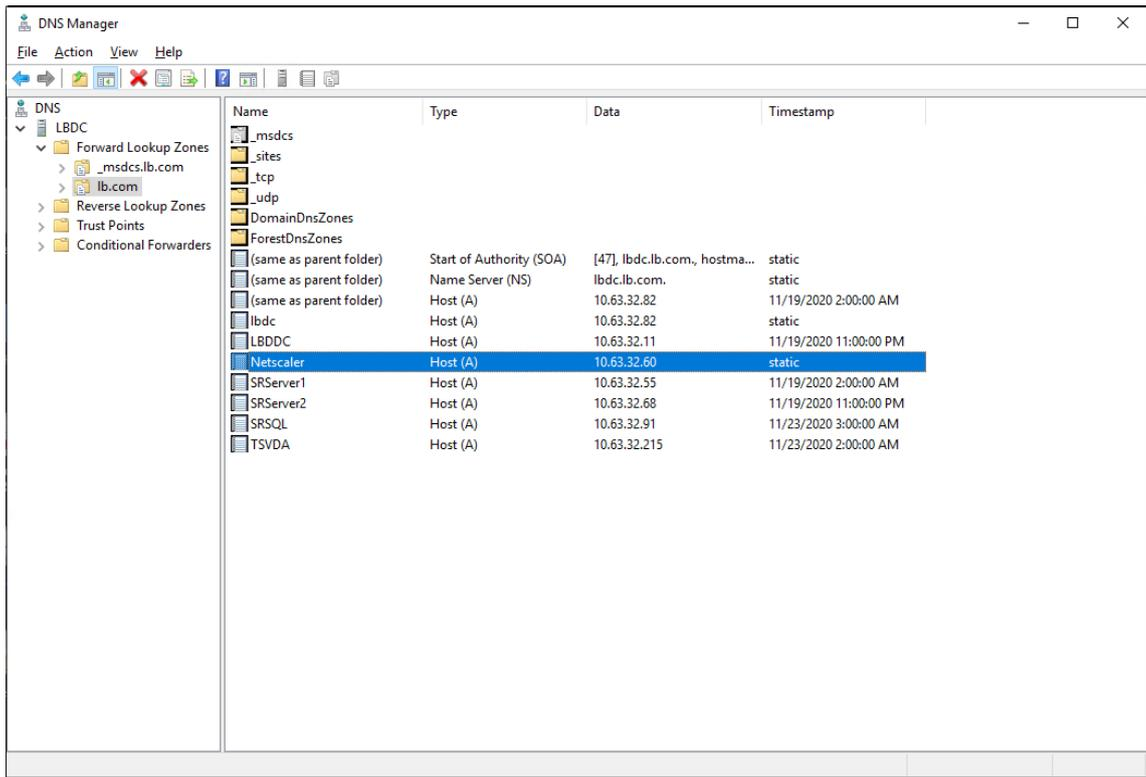 DNS Manager
File Action View Help
DNS
LBDC
Forward Lookup Zones
_msdcs.lb.com
lb.com
Reverse Lookup Zones
Trust Points
Conditional Forwarders
Name Type Data Timestamp
_msdcs
_sites
_tcp
_udp
DomainDnsZones
ForestDnsZones
(same as parent folder) Start of Authority (SOA) [47], lbdc.lb.com., hostma... static
(same as parent folder) Name Server (NS) lbdc.lb.com. static
(same as parent folder) Host (A) 10.63.32.82 11/19/2020 2:00:00 AM
lbdc Host (A) 10.63.32.82 static
LBDDC Host (A) 10.63.32.11 11/19/2020 11:00:00 PM
Netscaler Host (A) 10.63.32.60 static
SRServer1 Host (A) 10.63.32.55 11/19/2020 2:00:00 AM
SRServer2 Host (A) 10.63.32.68 11/19/2020 11:00:00 PM
SRSQL Host (A) 10.63.32.91 11/23/2020 3:00:00 AM
TSVDA Host (A) 10.63.32.215 11/23/2020 2:00:00 AM